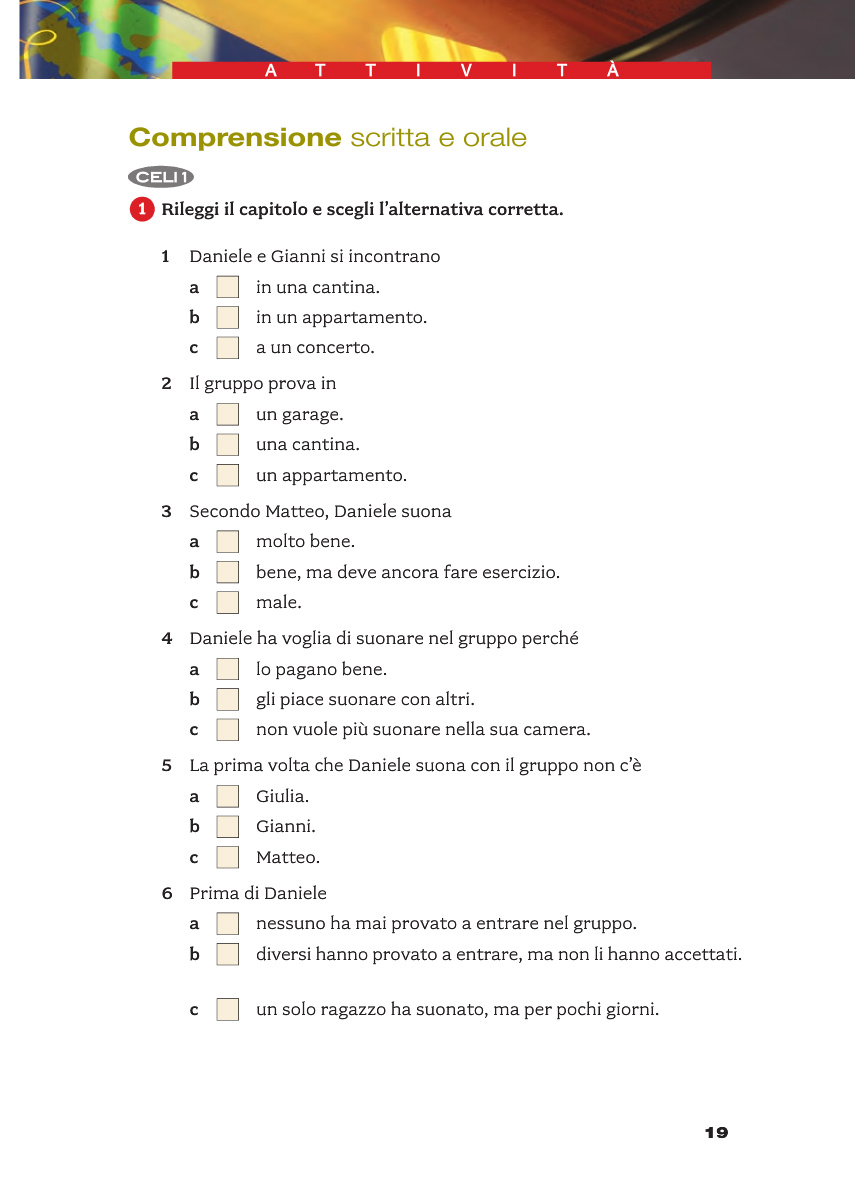 ATTIVITÀ
Comprensione scritta e orale
CELI 1
1 Rileggi il capitolo e scegli l'alternativa corretta.
1 Daniele e Gianni si incontrano
a in una cantina.
b in un appartamento.
c a un concerto.
2 Il gruppo prova in
a un garage.
b una cantina.
c un appartamento.
3 Secondo Matteo, Daniele suona
a molto bene.
b bene, ma deve ancora fare esercizio.
c male.
4 Daniele ha voglia di suonare nel gruppo perché
a lo pagano bene.
b gli piace suonare con altri.
c non vuole più suonare nella sua camera.
5 La prima volta che Daniele suona con il gruppo non c'è
a Giulia.
b Gianni.
c Matteo.
6 Prima di Daniele
a nessuno ha mai provato a entrare nel gruppo.
b diversi hanno provato a entrare, ma non li hanno accettati.
c un solo ragazzo ha suonato, ma per pochi giorni.
19